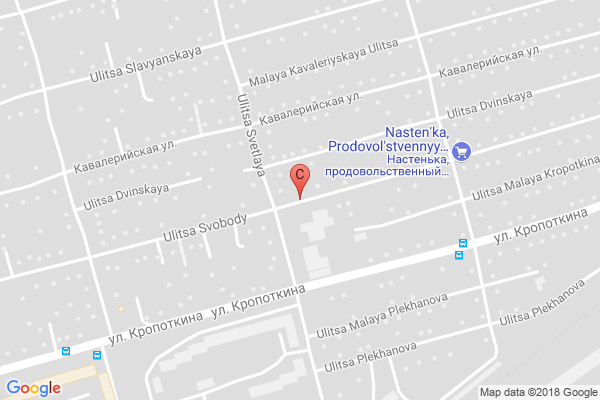 Ulitsa Slavyanskaya
Malaya Kavaleriyskaya Ulitsa
Кавалерийская ул.
Кавалерийская ул.
Ulitsa Svetlaya
Ulitsa Dvinskaya
Nasten'ka,
Prodovol'stvennyy...
Настенька,
продовольственный...
Кавалерийская ул.
Ulitsa Dvinskaya
C
Ulitsa Malaya Kropotkina
Ulitsa Svobody
ул. Кропоткина
ул. Кропоткина
ул. Кропоткина
Ulitsa Malaya Plekhanova
Ulitsa Plekhanova
Ulitsa Plekhanova
Google
Map data ©2018 Google